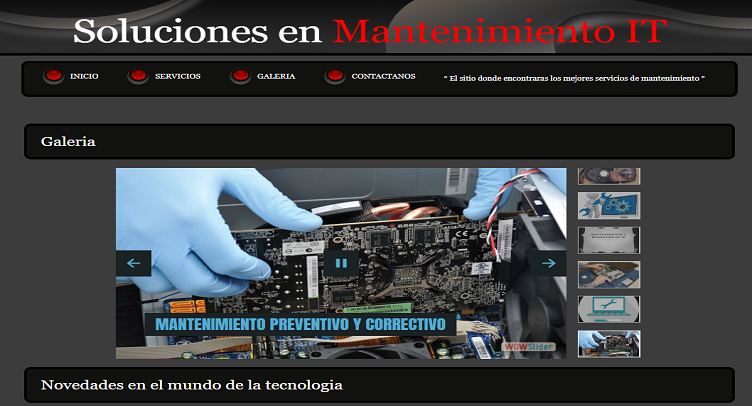 Soluciones en Mantenimiento IT
INICIO SERVICIOS GALERIA CONTACTANOS " El sitio donde encontraras los mejores servicios de mantenimiento "
Galeria
MANTENIMIENTO PREVENTIVO Y CORRECTIVO
WOWSlider
Novedades en el mundo de la tecnologia